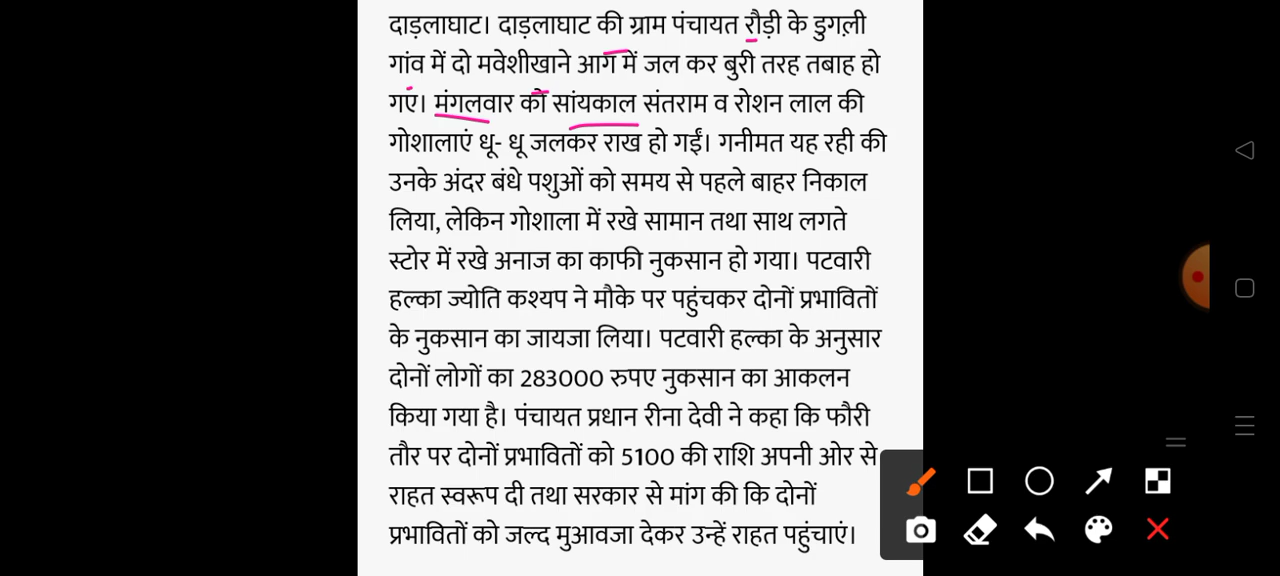 दाड़लाघाट। दाड़लाघाट की ग्राम पंचायत रौड़ी के डुगली
गांव में दो मवेशीखाने आग में जल कर बुरी तरह तबाह हो
गए। मंगलवार को सांयकाल संतराम व रोशन लाल की
गोशालाएं धू- धू जलकर राख हो गईं। गनीमत यह रही की
उनके अंदर बंधे पशुओं को समय से पहले बाहर निकाल
लिया, लेकिन गोशाला में रखे सामान तथा साथ लगते
स्टोर में रखे अनाज का काफी नुकसान हो गया। पटवारी
हल्का ज्योति कश्यप ने मौके पर पहुंचकर दोनों प्रभावितों
के नुकसान का जायजा लिया। पटवारी हल्का के अनुसार
दोनों लोगों का 283000 रुपए नुकसान का आकलन
किया गया है। पंचायत प्रधान रीना देवी ने कहा कि फौरी
तौर पर दोनों प्रभावितों को 5100 की राशि अपनी ओर से
राहत स्वरूप दी तथा सरकार से मांग की कि दोनों
प्रभावितों को जल्द मुआवजा देकर उन्हें राहत पहुंचाएं।